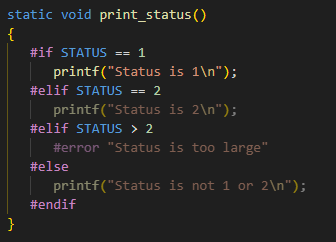 static void print_status()
{
#if STATUS == 1
printf("Status is 1\n");
#elif STATUS == 2
printf("Status is 2\n");
#elif STATUS > 2
#error "Status is too large"
#else
printf("Status is not 1 or 2\n");
#endif
}